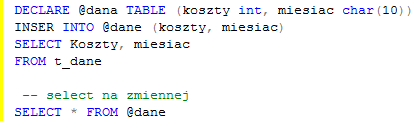 DECLARE @dana TABLE (koszty int, miesiac char(10))
INSER INTO @dane (koszty, miesiac)
SELECT Koszty, miesiac
FROM t_dane
-- select na zmiennej
SELECT * FROM @dane